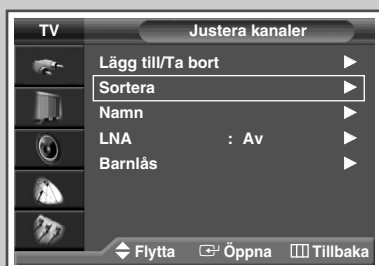 TV Justera kanaler
Lägg till/Ta bort
Sortera
Namn
LNA : Av
Barnlås
Flytta Öppna Tillbaka